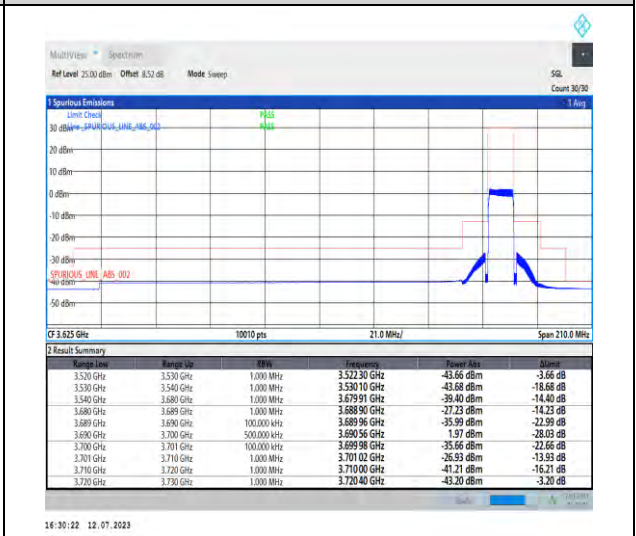 MultiView Spectrum
Ref Level 25.00 dBm Offset 8.52 dB Mode Sweep SGL
Count 30/30
1 Spurious Emissions 1 Avg
Limit Check PASS
Line _SPURIOUS_LINE_ABS_002 PASS
30 dBm
20 dBm
10 dBm
0 dBm
-10 dBm
-20 dBm
-30 dBm
SPURIOUS_LINE_ABS_002
-40 dBm
-50 dBm
CF 3.625 GHz 10010 pts 21.0 MHz/ Span 210.0 MHz
2 Result Summary
Range Low Range Up RBW Frequency Power Abs ΔLimit
3.520 GHz 3.530 GHz 1.000 MHz 3.522 30 GHz -43.66 dBm -3.66 dB
3.530 GHz 3.540 GHz 1.000 MHz 3.530 10 GHz -43.68 dBm -18.68 dB
3.540 GHz 3.680 GHz 1.000 MHz 3.679 91 GHz -39.40 dBm -14.40 dB
3.680 GHz 3.689 GHz 1.000 MHz 3.688 90 GHz -27.23 dBm -14.23 dB
3.689 GHz 3.690 GHz 100.000 kHz 3.689 96 GHz -35.99 dBm -22.99 dB
3.690 GHz 3.700 GHz 500.000 kHz 3.690 56 GHz 1.97 dBm -28.03 dB
3.700 GHz 3.701 GHz 100.000 kHz 3.699 98 GHz -35.66 dBm -22.66 dB
3.701 GHz 3.710 GHz 1.000 MHz 3.701 02 GHz -26.93 dBm -13.93 dB
3.710 GHz 3.720 GHz 1.000 MHz 3.710 00 GHz -41.21 dBm -16.21 dB
3.720 GHz 3.730 GHz 1.000 MHz 3.720 40 GHz -43.20 dBm -3.20 dB
16:30:22 12.07.2023